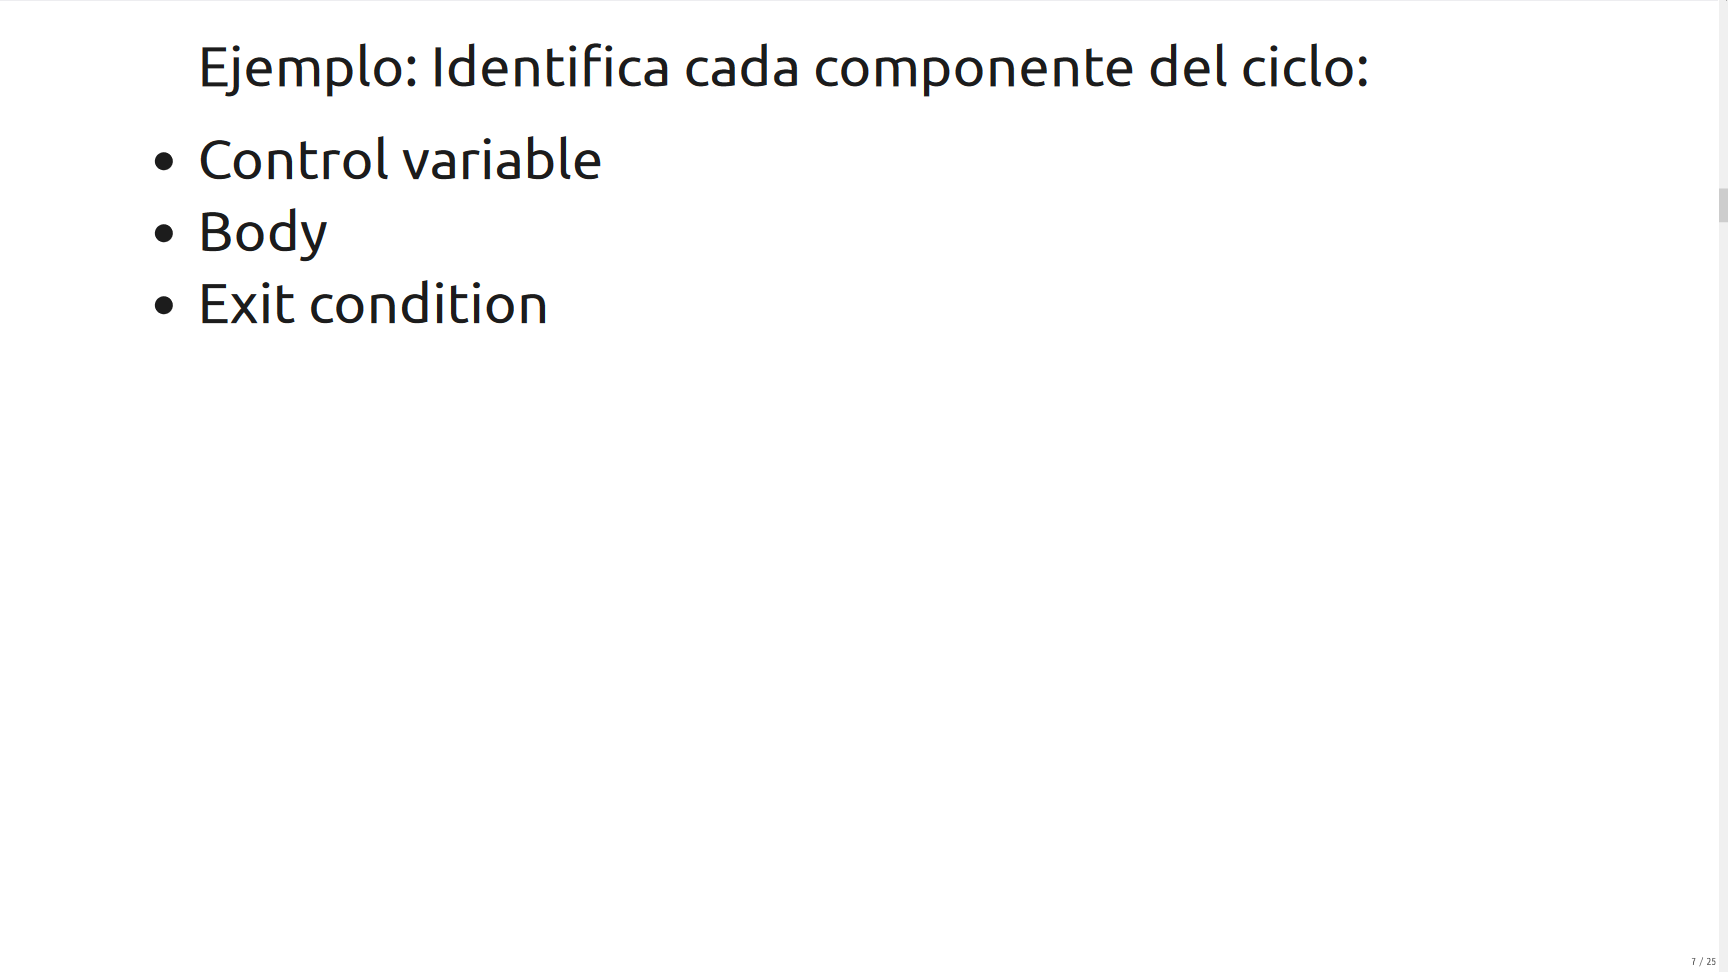 Ejemplo: Identifica cada componente del ciclo:
• Control variable
• Body
• Exit condition
7 / 25